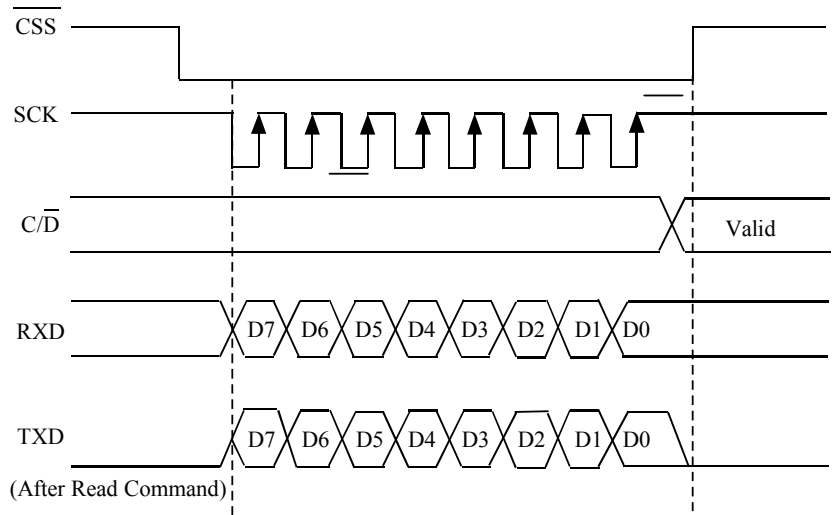 C̅S̅S̅
SCK
C/D̅
Valid
RXD
D7 D6 D5 D4 D3 D2 D1 D0
TXD
D7 D6 D5 D4 D3 D2 D1 D0
(After Read Command)